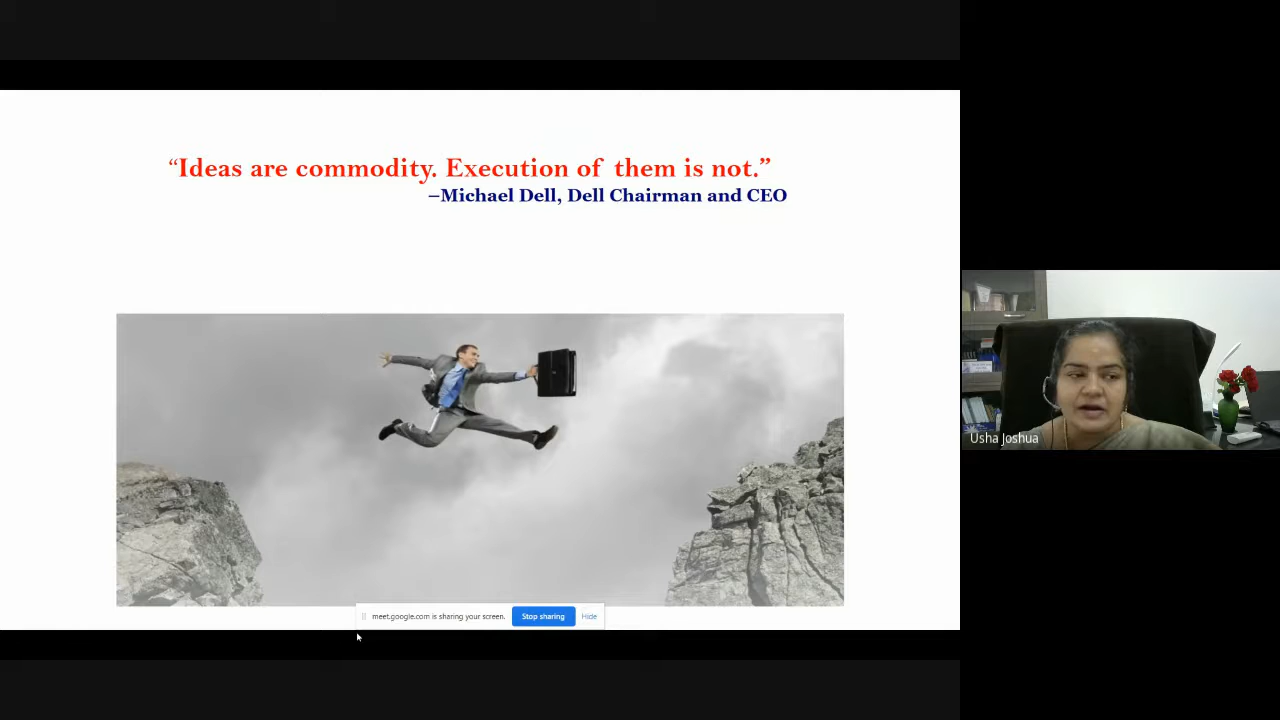 “Ideas are commodity. Execution of them is not.”
–Michael Dell, Dell Chairman and CEO
meet.google.com is sharing your screen.
Stop sharing
Hide
Usha Joshua